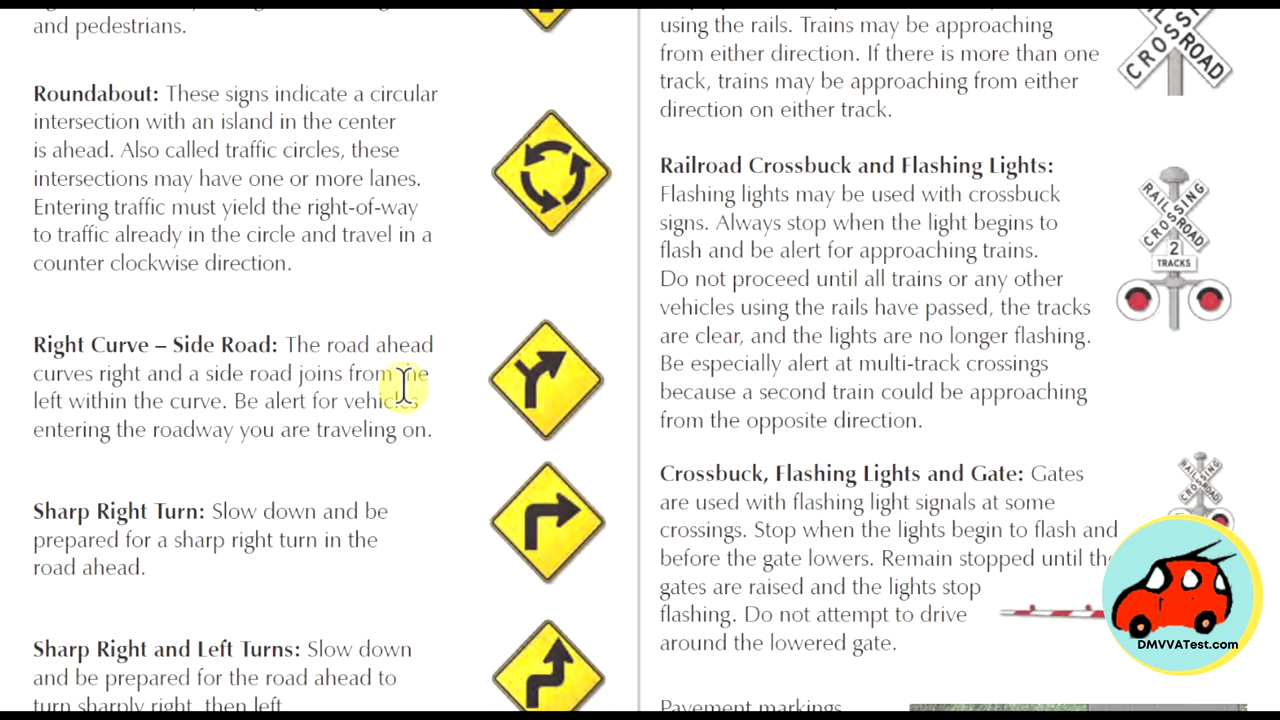 and pedestrians.
Roundabout: These signs indicate a circular
intersection with an island in the center
is ahead. Also called traffic circles, these
intersections may have one or more lanes.
Entering traffic must yield the right-of-way
to traffic already in the circle and travel in a
counter clockwise direction.
Right Curve – Side Road: The road ahead
curves right and a side road joins from the
left within the curve. Be alert for vehicles
entering the roadway you are traveling on.
Sharp Right Turn: Slow down and be
prepared for a sharp right turn in the
road ahead.
Sharp Right and Left Turns: Slow down
and be prepared for the road ahead to
turn sharply right, then left
using the rails. Trains may be approaching
from either direction. If there is more than one
track, trains may be approaching from either
direction on either track.
CROSSING
ROAD
Railroad Crossbuck and Flashing Lights:
Flashing lights may be used with crossbuck
signs. Always stop when the light begins to
flash and be alert for approaching trains.
Do not proceed until all trains or any other
vehicles using the rails have passed, the tracks
are clear, and the lights are no longer flashing.
Be especially alert at multi-track crossings
because a second train could be approaching
from the opposite direction.
RAILROAD
CROSSING
2
TRACKS
Crossbuck, Flashing Lights and Gate: Gates
are used with flashing light signals at some
crossings. Stop when the lights begin to flash and
before the gate lowers. Remain stopped until the
gates are raised and the lights stop
flashing. Do not attempt to drive
around the lowered gate.
RAILROAD
CROSSING
DMVVATest.com
Pavement markings